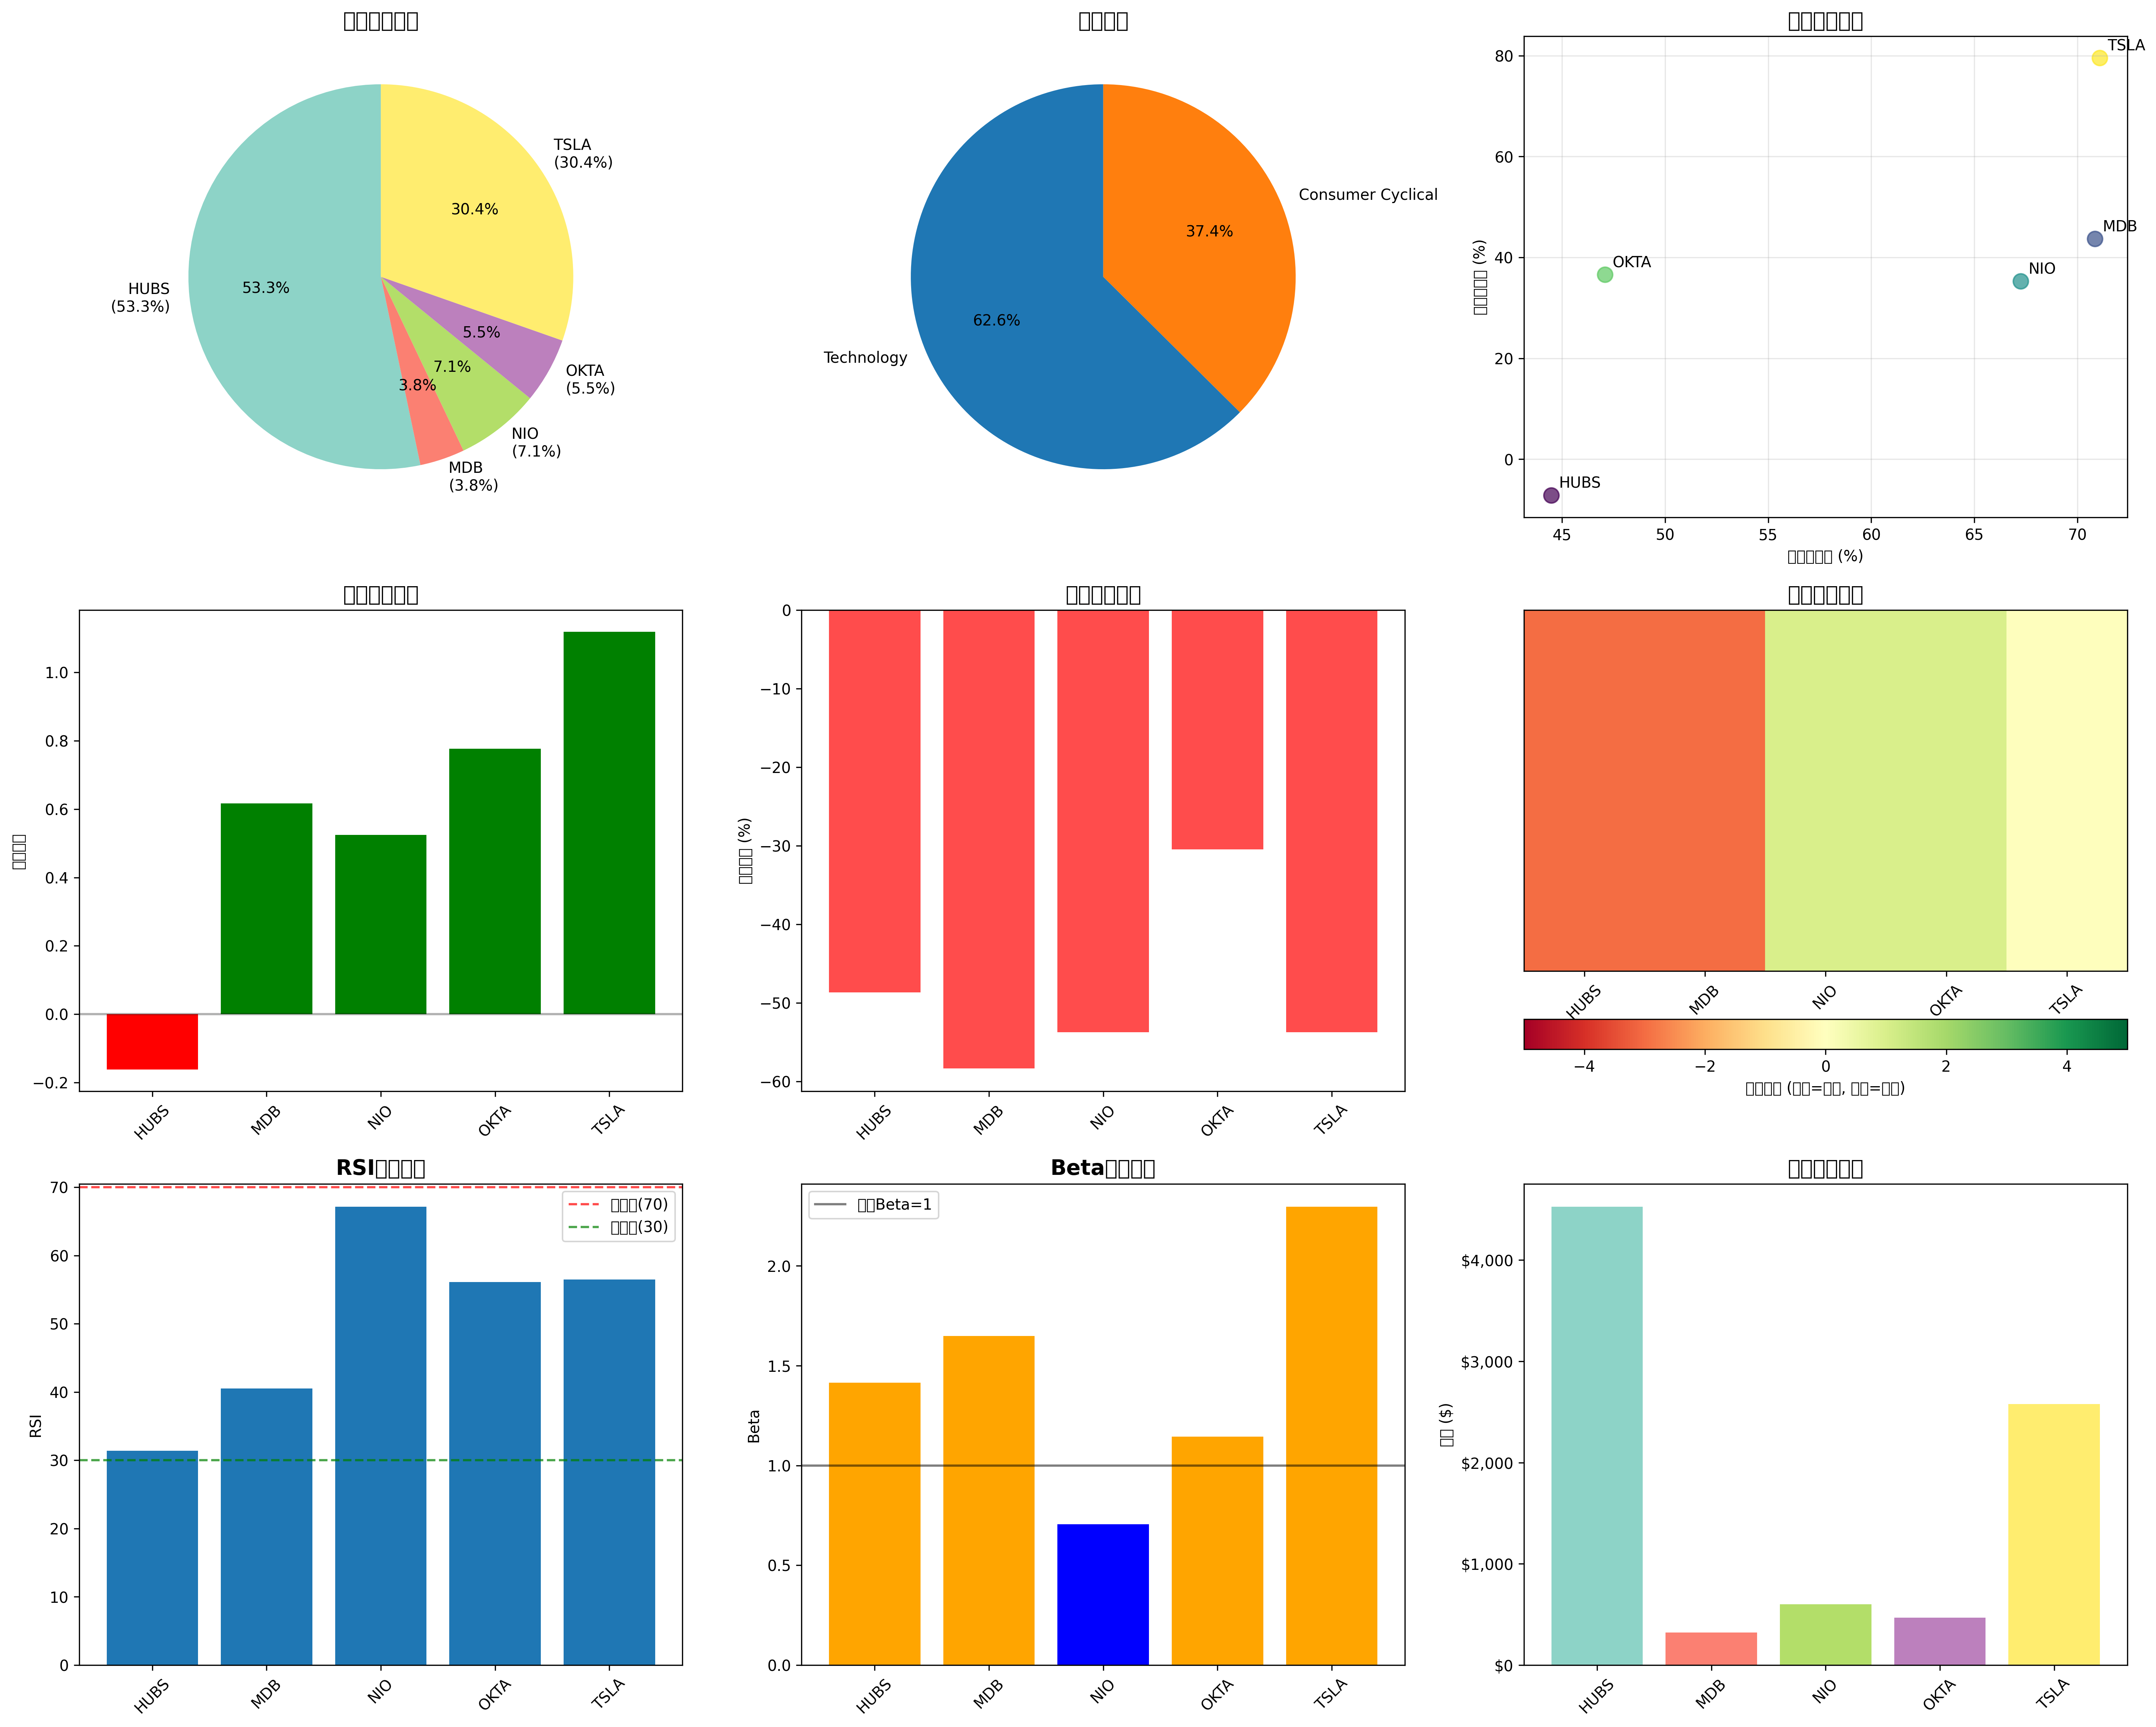 TSLA
(30.4%)
30.4%
HUBS
(53.3%)
53.3%
5.5%
OKTA
(5.5%)
7.1%
3.8%
NIO
(7.1%)
MDB
(3.8%)
Consumer Cyclical
37.4%
62.6%
Technology
(%)
80
60
40
20
0
TSLA
MDB
NIO
OKTA
HUBS
45
50
55
60
65
70
(%)
1.0
0.8
0.6
0.4
0.2
0.0
−0.2
HUBS
MDB
NIO
OKTA
TSLA
(%)
0
−10
−20
−30
−40
−50
−60
HUBS
MDB
NIO
OKTA
TSLA
HUBS
MDB
NIO
OKTA
TSLA
−4
−2
0
2
4
RSI
RSI
70
60
50
40
30
20
10
0
(70)
(30)
HUBS
MDB
NIO
OKTA
TSLA
Beta
Beta
2.0
1.5
1.0
0.5
0.0
Beta=1
HUBS
MDB
NIO
OKTA
TSLA
($)
$4,000
$3,000
$2,000
$1,000
$0
HUBS
MDB
NIO
OKTA
TSLA